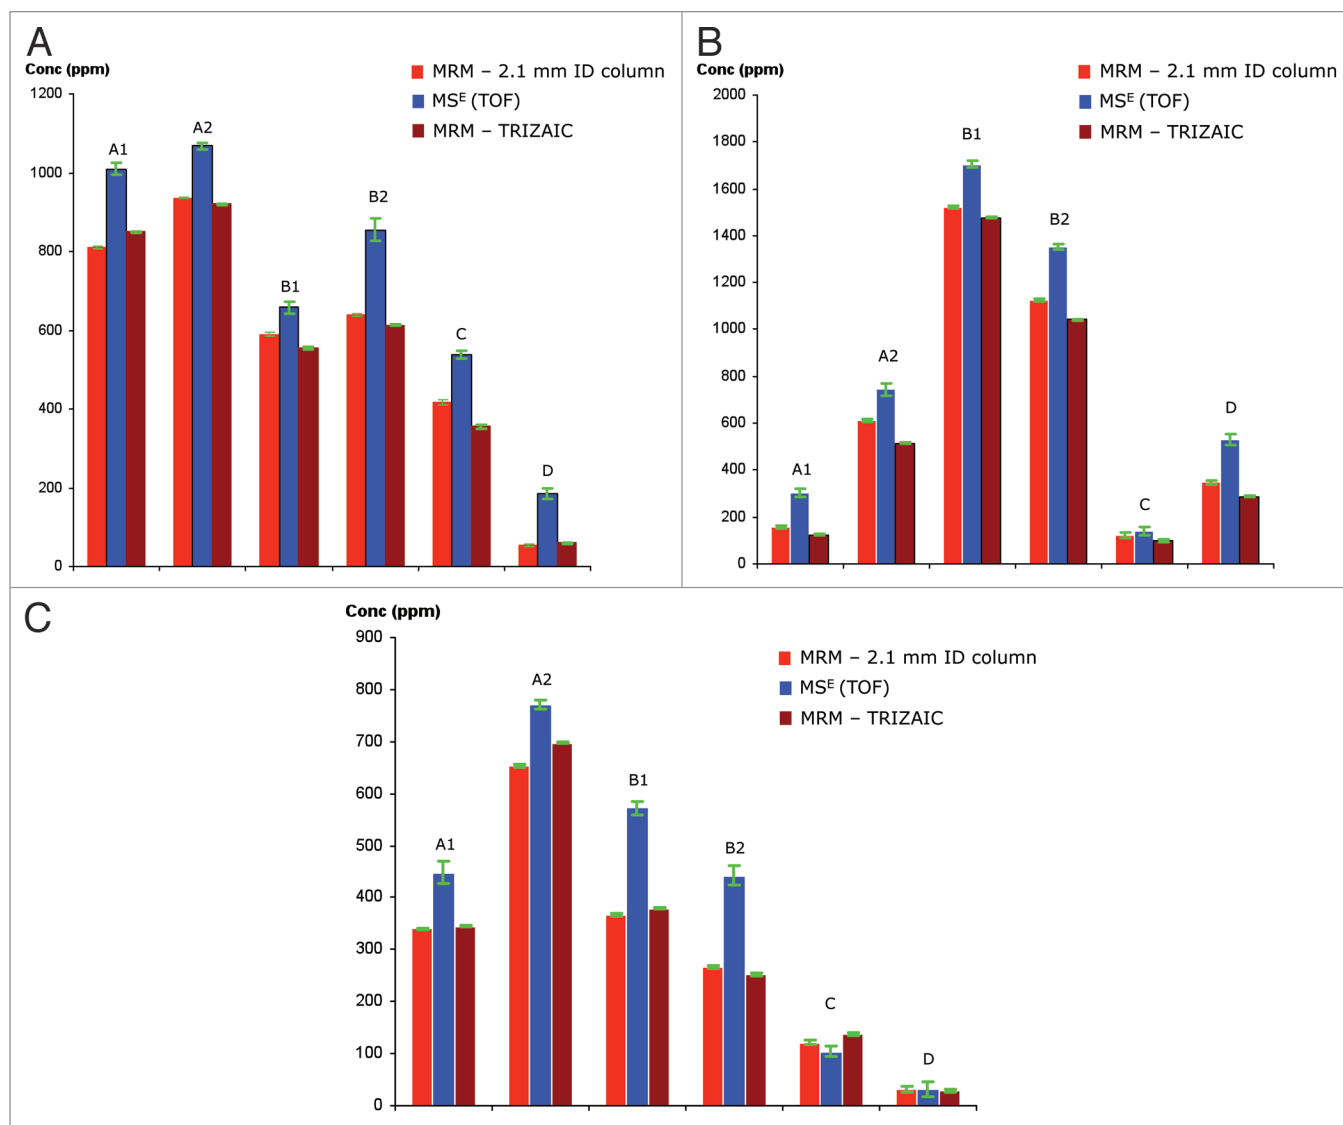 A
Conc (ppm)
MRM – 2.1 mm ID column
MSᴱ (TOF)
MRM – TRIZAIC
1200
1000
800
600
400
200
0
A1
A2
B1
B2
C
D
B
Conc (ppm)
MRM – 2.1 mm ID column
MSᴱ (TOF)
MRM – TRIZAIC
2000
1800
1600
1400
1200
1000
800
600
400
200
0
A1
A2
B1
B2
C
D
C
Conc (ppm)
MRM – 2.1 mm ID column
MSᴱ (TOF)
MRM – TRIZAIC
900
800
700
600
500
400
300
200
100
0
A1
A2
B1
B2
C
D